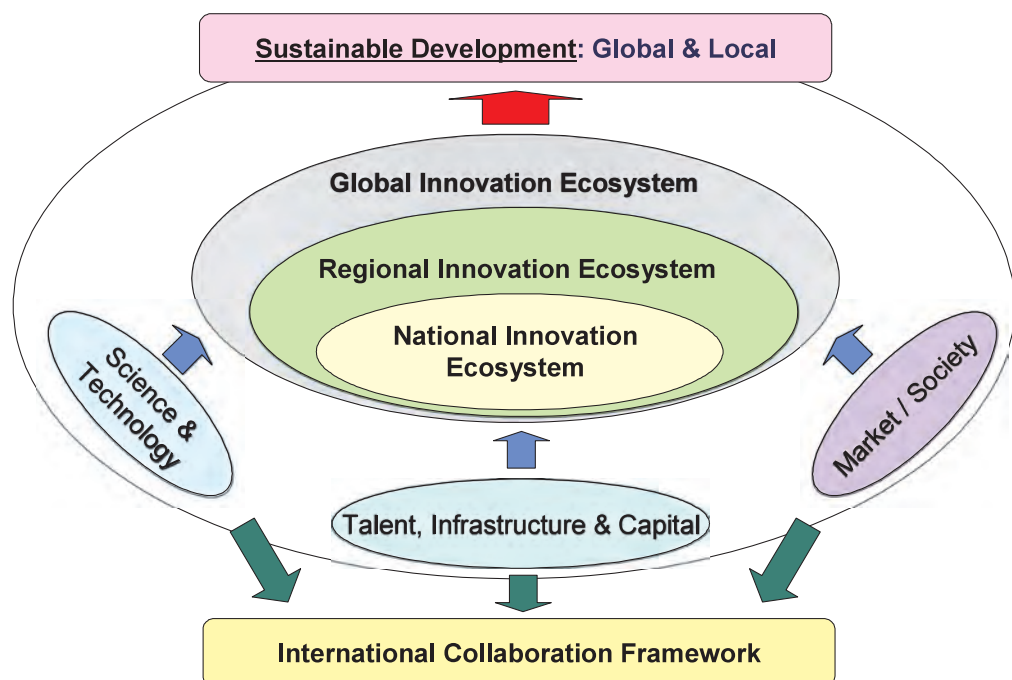 Sustainable Development: Global & Local
Global Innovation Ecosystem
Regional Innovation Ecosystem
National Innovation
Ecosystem
Science &
Technology
Market / Society
Talent, Infrastructure & Capital
International Collaboration Framework